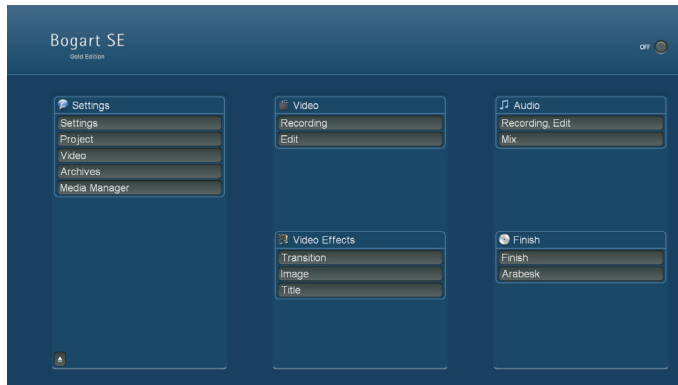 Bogart SE
Gold Edition
OFF
Settings
Settings
Project
Video
Archives
Media Manager
Video
Recording
Edit
Audio
Recording, Edit
Mix
Video Effects
Transition
Image
Title
Finish
Finish
Arabesk